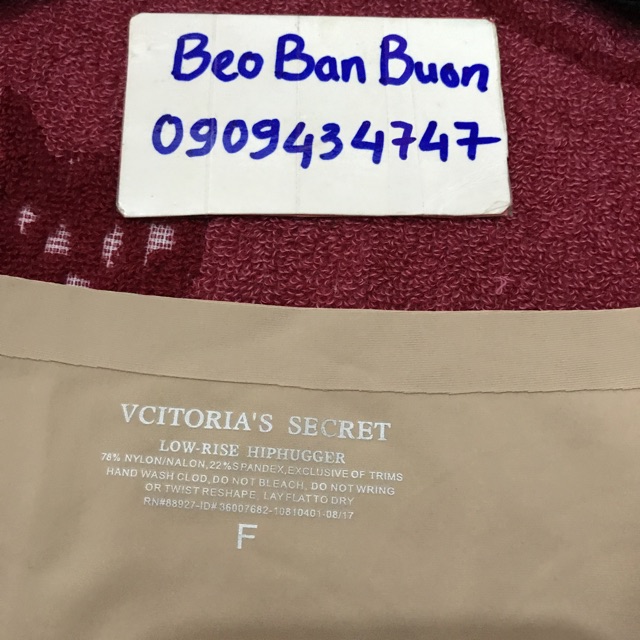 Beo Ban Buon
0909434747
VCITORIA'S SECRET
LOW-RISE HIPHUGGER
78% NYLON/NALON,22%SPANDEX,EXCLUSIVE OF TRIMS
HAND WASH CLOD, DO NOT BLEACH, DO NOT WRING
OR TWIST RESHAPE, LAY FLAT TO DRY
RN#88927-ID#36007682-10810401-08/17
F